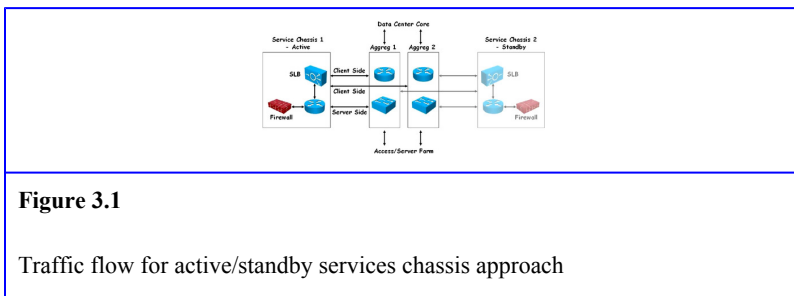 Data Center Core
Service Chassis 1
- Active
Aggreg 1
Aggreg 2
Service Chassis 2
- Standby
SLB
Client Side
SLB
Client Side
Firewall
Server Side
Firewall
Access/Server Farm
Figure 3.1
Traffic flow for active/standby services chassis approach